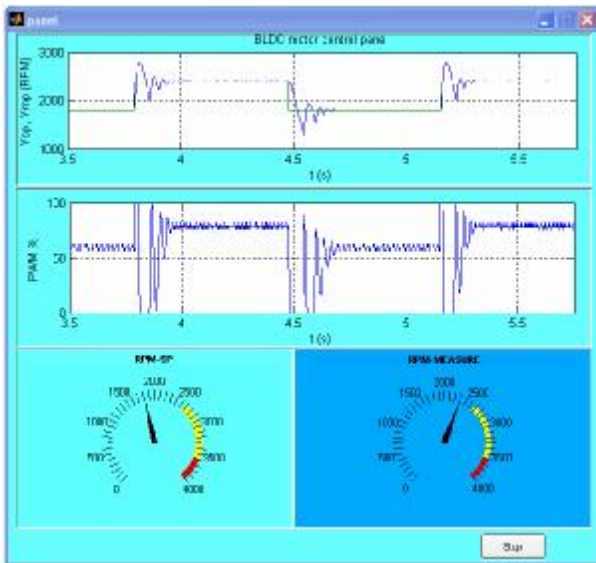 panel
BLDC motor control pane
3000
2000
1000
Ysp, Ymp (RPM)
3.5 4 4.5 5 5.5
t (s)
100
50
0
PWM %
3.5 4 4.5 5 5.5
t (s)
RPM-SP
0 500 1000 1500 2000 2500 3000 3500 4000
RPM-MEASURE
0 500 1000 1500 2000 2500 3000 3500 4000